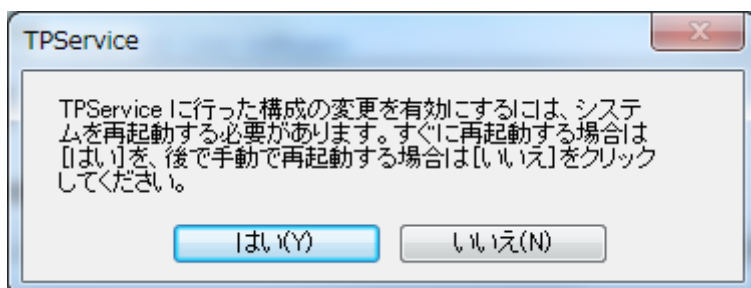 TPService
TPService に行った構成の変更を有効にするには、システ
ムを再起動する必要があります。すぐに再起動する場合は
[はい]を、後で手動で再起動する場合は[いいえ]をクリック
してください。
はい(Y)
いいえ(N)